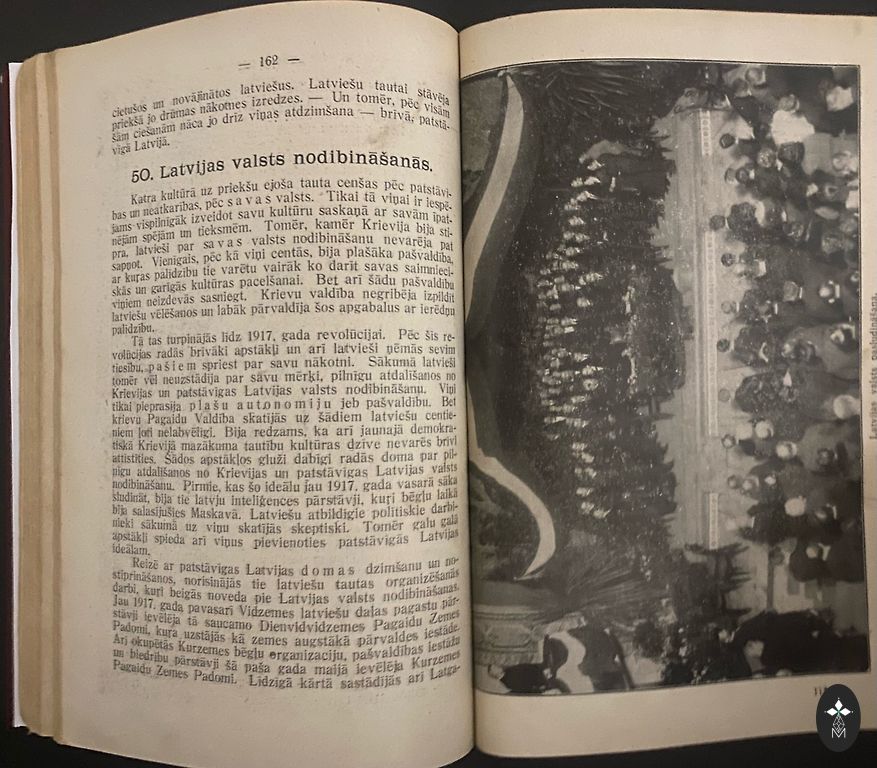 — 162 —
cietušos un novājinātos latviešus. Latviešu tautai stāvēja
priekšā jo drūmas nākotnes izredzes. — Un tomēr, pēc visām
šām ciešanām nāca jo drīz viņas atdzimšana — brīvā, patstā-
vīgā Latvijā.
50. Latvijas valsts nodibināšanās.
Katra kultūrā uz priekšu ejoša tauta cenšas pēc patstāvī-
bas un neatkarības, pēc savas valsts. Tikai tā viņai ir iespē-
jams vispilnīgāk izveidot savu kultūru saskaņā ar savām īpat-
nējām spējām un tieksmēm. Tomēr, kamēr Krievija bija sti-
pra, latvieši par savas valsts nodibināšanu nevarēja pat
sapņot. Vienīgais, pēc kā viņi centās, bija plašāka pašvaldība,
ar kuŗas palīdzību tie varētu vairāk ko darīt savas saimnieci-
skās un garīgās kultūras pacelšanai. Bet arī šādu pašvaldību
viņiem neizdevās sasniegt. Krievu valdība negribēja izpildīt
latviešu vēlēšanos un labāk pārvaldīja šos apgabalus ar ierēdņu
palīdzību.
Tā tas turpinājās līdz 1917. gada revolūcijai. Pēc šīs re-
volūcijas radās brīvāki apstākļi un arī latvieši ņēmās sevim
tiesību, pašiem spriest par savu nākotni. Sākumā latvieši
tomēr vēl neuzstādīja par savu mērķi, pilnīgu atdalīšanos no
Krievijas un patstāvīgas Latvijas valsts nodibināšanu. Viņi
tikai pieprasīja plašu autonomiju jeb pašvaldību. Bet
krievu Pagaidu Valdība skatījās uz šādiem latviešu centie-
niem ļoti nelabvēlīgi. Bija redzams, ka arī jaunajā demokra-
tiskā Krievijā mazākuma tautību kultūras dzīve nevarēs brīvi
attīstīties. Šādos apstākļos gluži dabīgi radās doma par pil-
nīgu atdalīšanos no Krievijas un patstāvīgas Latvijas valsts
nodibināšanu. Pirmie, kas šo ideālu jau 1917. gada vasarā sāka
sludināt, bija tie latvju inteliģences pārstāvji, kuŗi bēgļu laikā
bija salasījušies Maskavā. Latviešu atbildīgie politiskie darbi-
nieki sākumā uz viņu skatījās skeptiski. Tomēr galu galā
apstākļi spieda arī viņus pievienoties patstāvīgās Latvijas
ideālam.
Reizē ar patstāvīgas Latvijas domas dzimšanu un no-
stiprināšanos, norisinājās tie latviešu tautas organizēšanās
darbi, kuŗi beigās noveda pie Latvijas valsts nodibināšanas.
Jau 1917. gada pavasarī Vidzemes latviešu daļas pagastu pār-
stāvji ievēlēja tā saucamo Dienvidvidzemes Pagaidu Zemes
Padomi, kuŗa uzstājās kā zemes augstākā pārvaldes iestāde.
Arī okupētās Kurzemes bēgļu organizāciju, pašvaldības iestāžu
un biedrību pārstāvji šā paša gada maijā ievēlēja Kurzemes
Pagaidu Zemes Padomi. Līdzīgā kārtā sastādījās arī Latga-
Latvijas valsts pasludināšana.
M